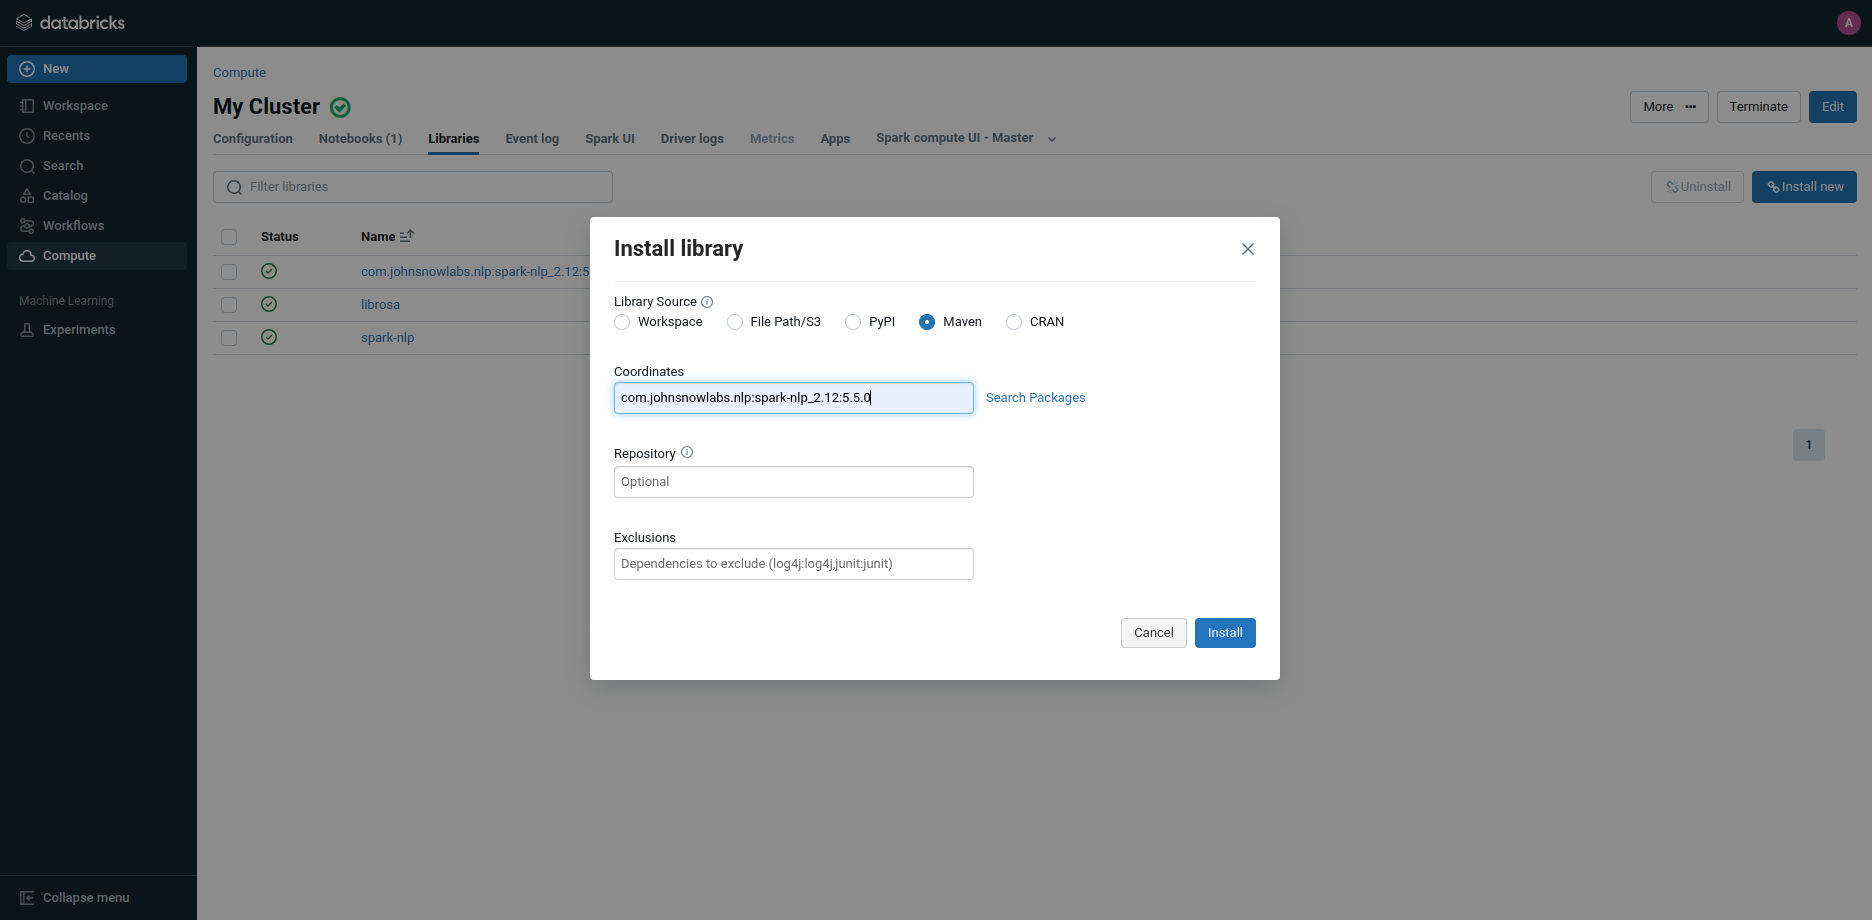 databricks
A
New
Workspace
Recents
Search
Catalog
Workflows
Compute
Machine Learning
Experiments
Collapse menu
Compute
My Cluster
More Terminate Edit
Configuration Notebooks (1) Libraries Event log Spark UI Driver logs Metrics Apps Spark compute UI - Master
Filter libraries
Uninstall Install new
Status Name
com.johnsnowlabs.nlp:spark-nlp_2.12:5
librosa
spark-nlp
1
Install library
Library Source
Workspace File Path/S3 PyPI Maven CRAN
Coordinates
com.johnsnowlabs.nlp:spark-nlp_2.12:5.5.0 Search Packages
Repository
Optional
Exclusions
Dependencies to exclude (log4j:log4j,junit:junit)
Cancel Install